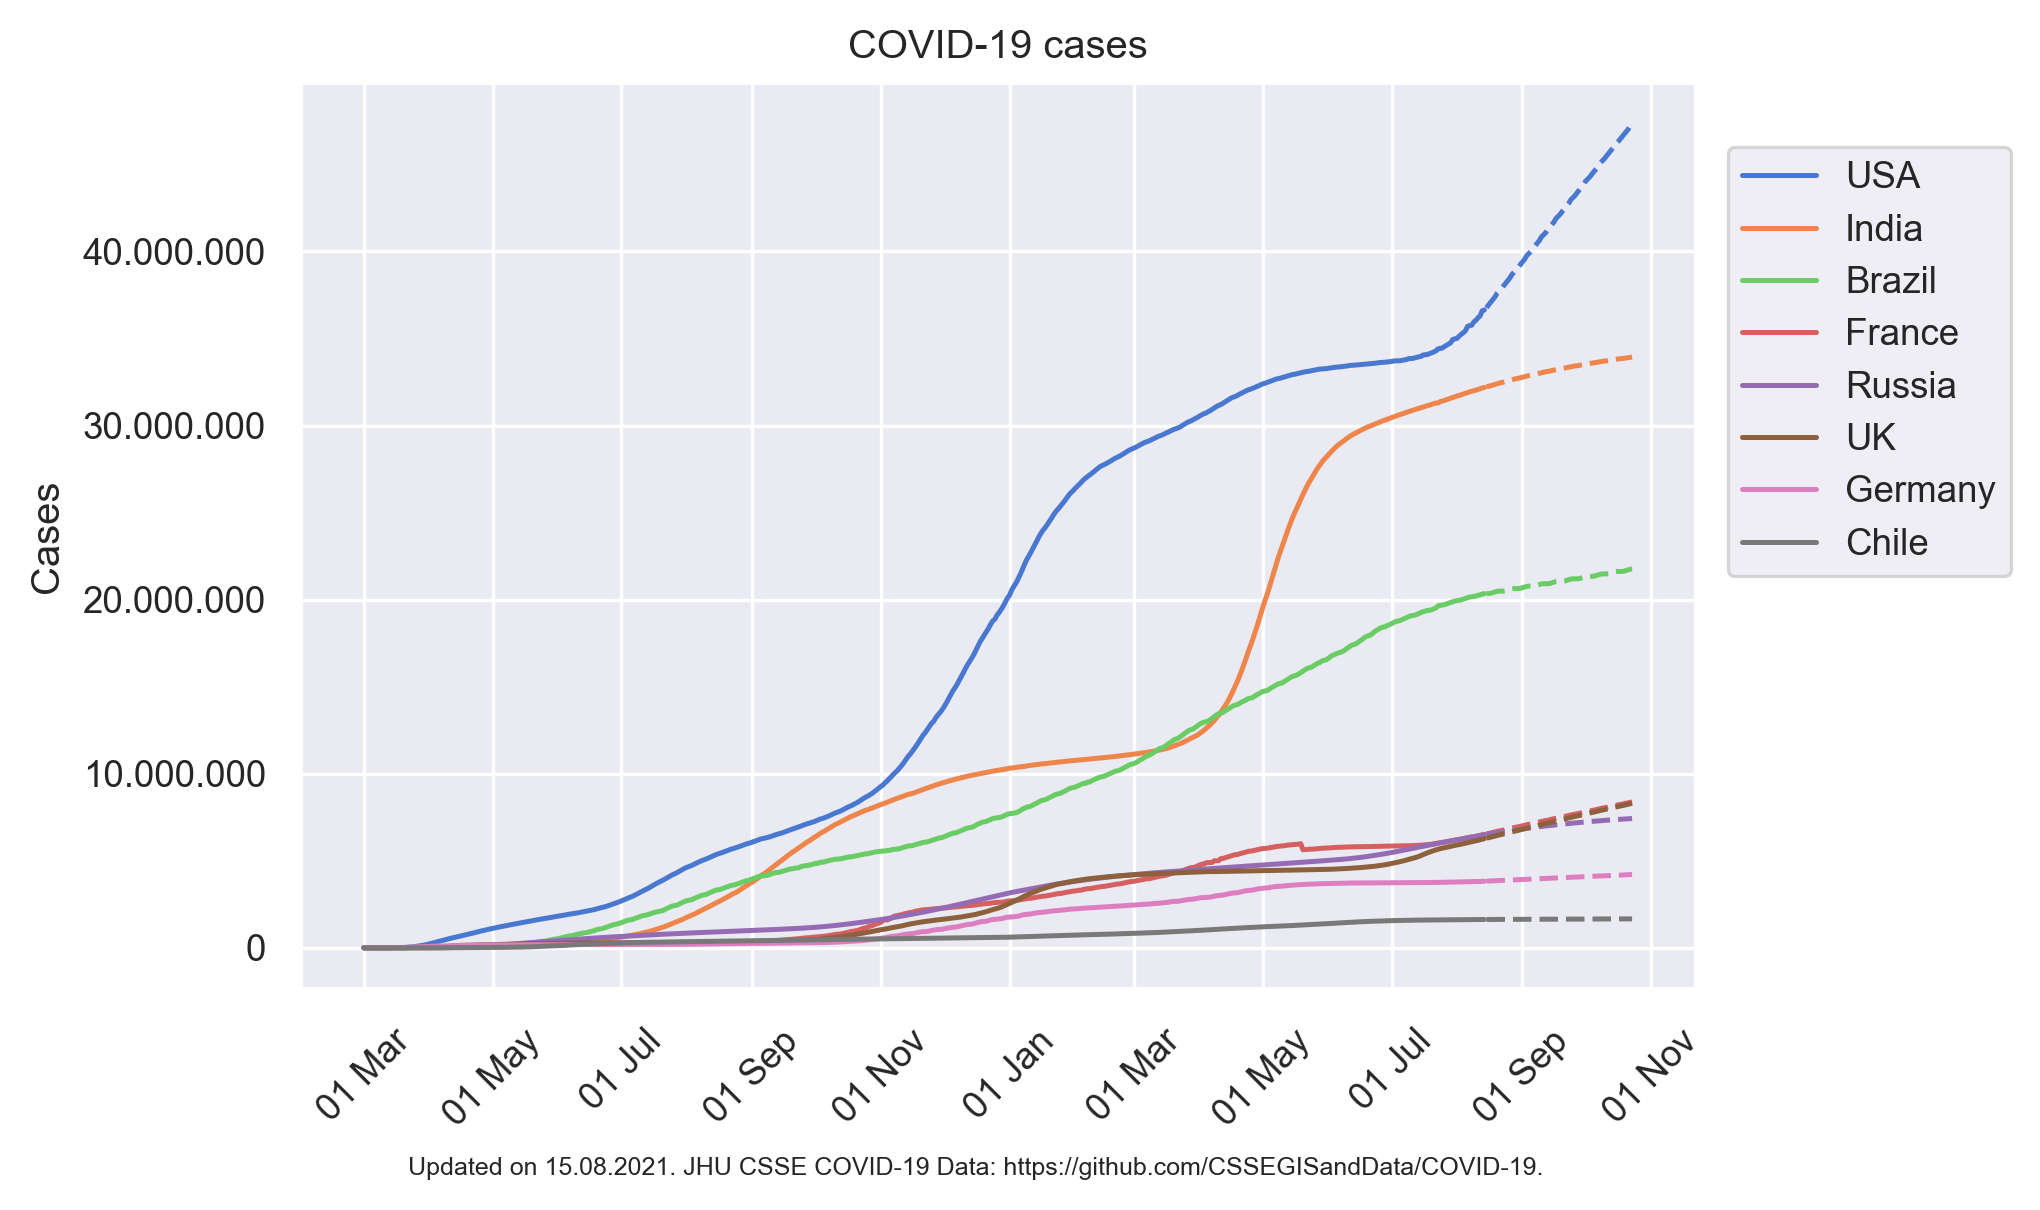 COVID-19 cases
40.000.000
30.000.000
20.000.000
10.000.000
0
Cases
01 Mar
01 May
01 Jul
01 Sep
01 Nov
01 Jan
01 Mar
01 May
01 Jul
01 Sep
01 Nov
USA
India
Brazil
France
Russia
UK
Germany
Chile
Updated on 15.08.2021. JHU CSSE COVID-19 Data: https://github.com/CSSEGISandData/COVID-19.